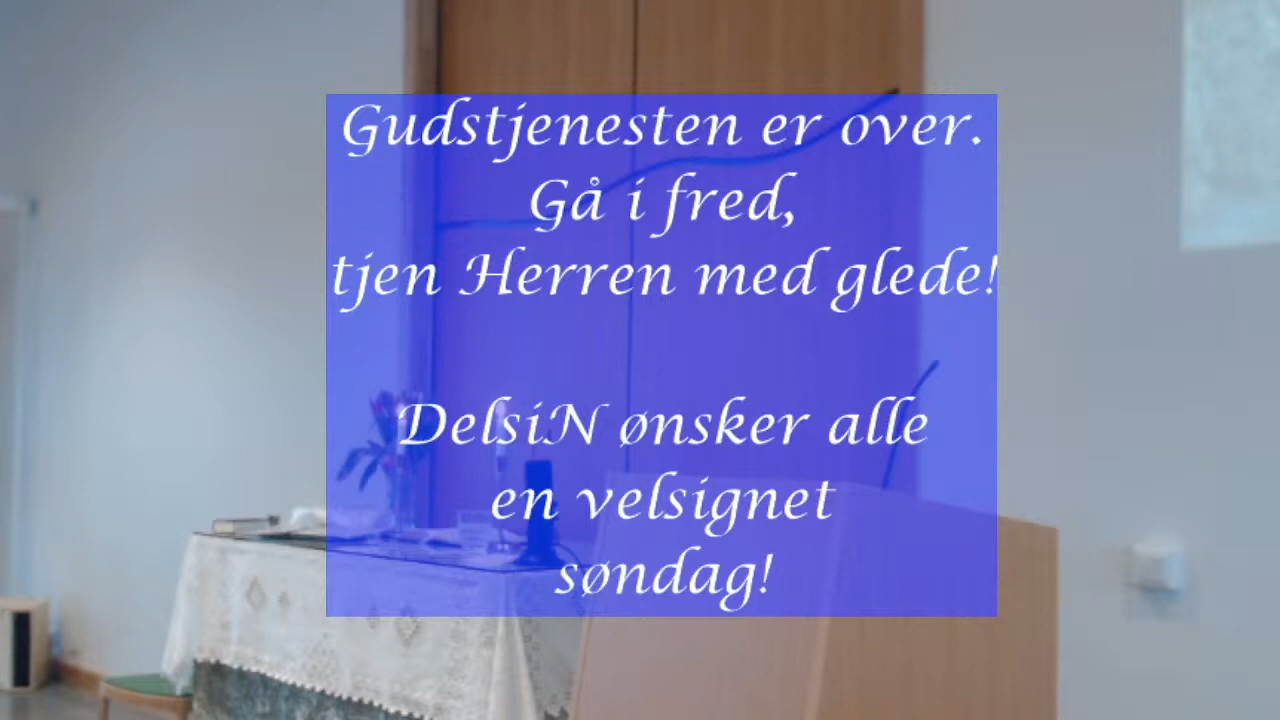 Gudstjenesten er over.
Gå i fred,
tjen Herren med glede!
DelsiN ønsker alle
en velsignet
søndag!